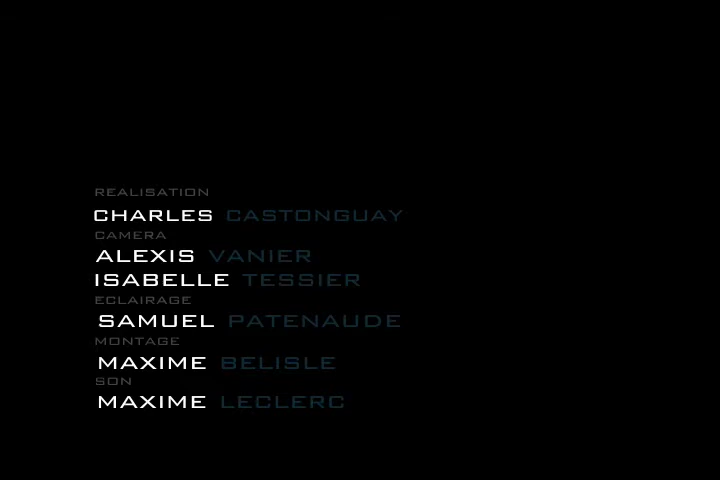 REALISATION
CHARLES CASTONGUAY
CAMERA
ALEXIS VANIER
ISABELLE TESSIER
ECLAIRAGE
SAMUEL PATENAUDE
MONTAGE
MAXIME BELISLE
SON
MAXIME LECLERC